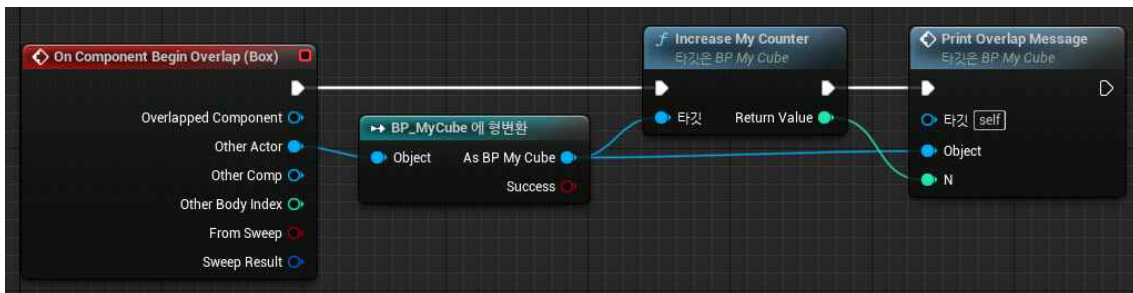 On Component Begin Overlap (Box)
Overlapped Component
Other Actor
Other Comp
Other Body Index
From Sweep
Sweep Result
BP_MyCube 에 형변환
Object As BP My Cube
Success
f Increase My Counter
타깃은 BP My Cube
타깃 Return Value
Print Overlap Message
타깃은 BP My Cube
타깃 self
Object
N